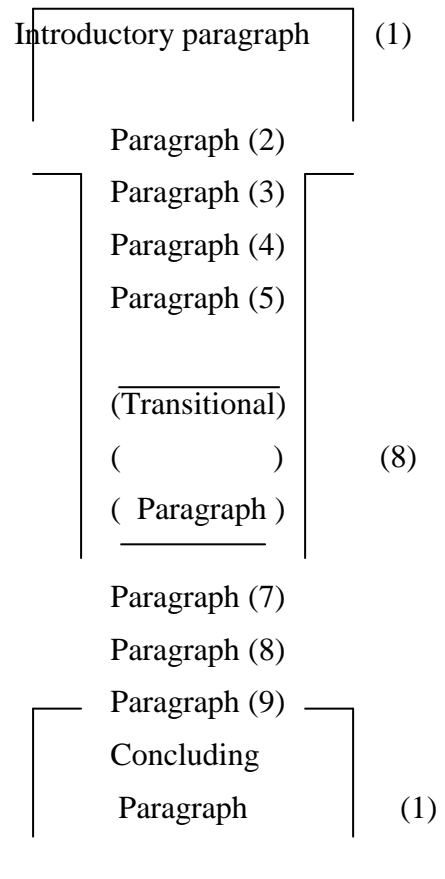 Introductory paragraph (1)
Paragraph (2)
Paragraph (3)
Paragraph (4)
Paragraph (5)
(Transitional)
( ) (8)
( Paragraph )
Paragraph (7)
Paragraph (8)
Paragraph (9)
Concluding
Paragraph (1)